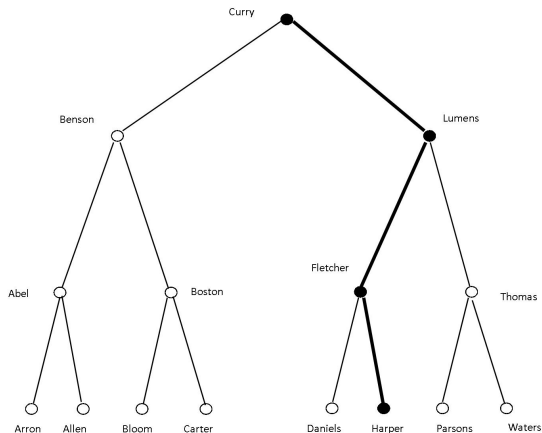 Curry
Benson
Lumens
Abel
Boston
Fletcher
Thomas
Arron
Allen
Bloom
Carter
Daniels
Harper
Parsons
Waters